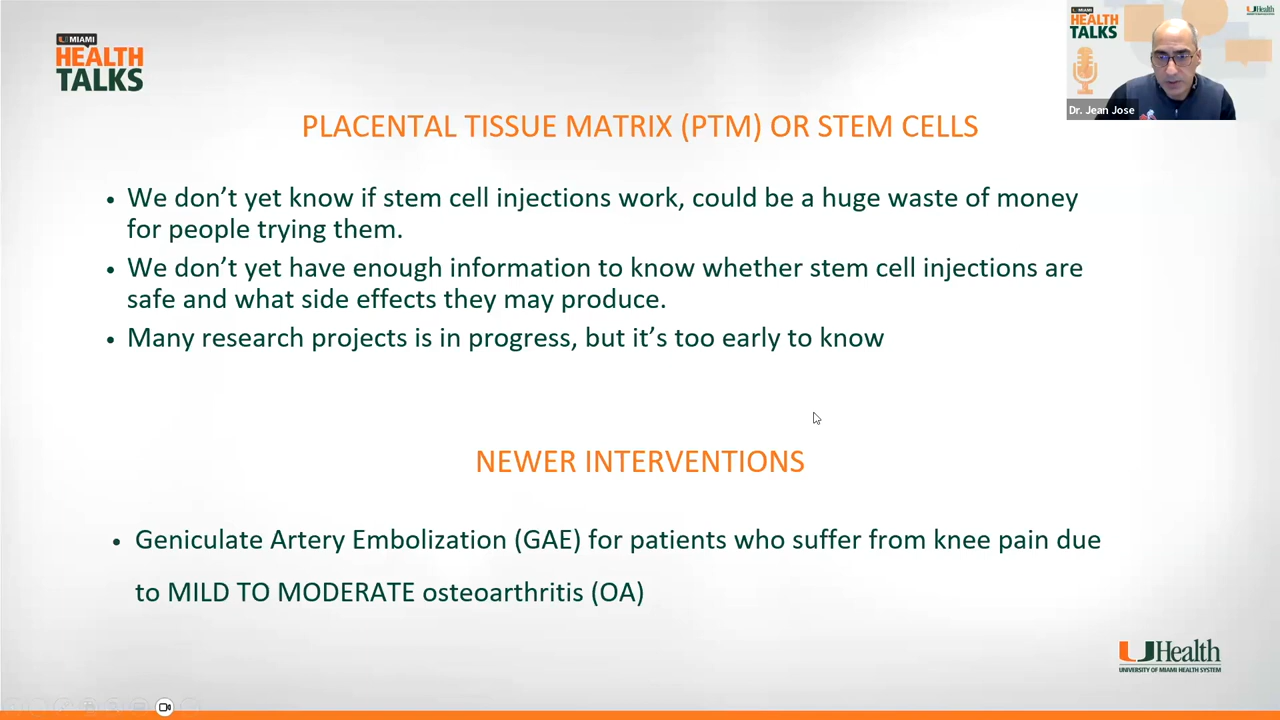 U MIAMI
HEALTH
TALKS
HEALTH
TALKS
UHealth
Dr. Jean Jose
PLACENTAL TISSUE MATRIX (PTM) OR STEM CELLS
• We don’t yet know if stem cell injections work, could be a huge waste of money
for people trying them.
• We don’t yet have enough information to know whether stem cell injections are
safe and what side effects they may produce.
• Many research projects is in progress, but it’s too early to know
NEWER INTERVENTIONS
• Geniculate Artery Embolization (GAE) for patients who suffer from knee pain due
to MILD TO MODERATE osteoarthritis (OA)
UHealth
UNIVERSITY OF MIAMI HEALTH SYSTEM